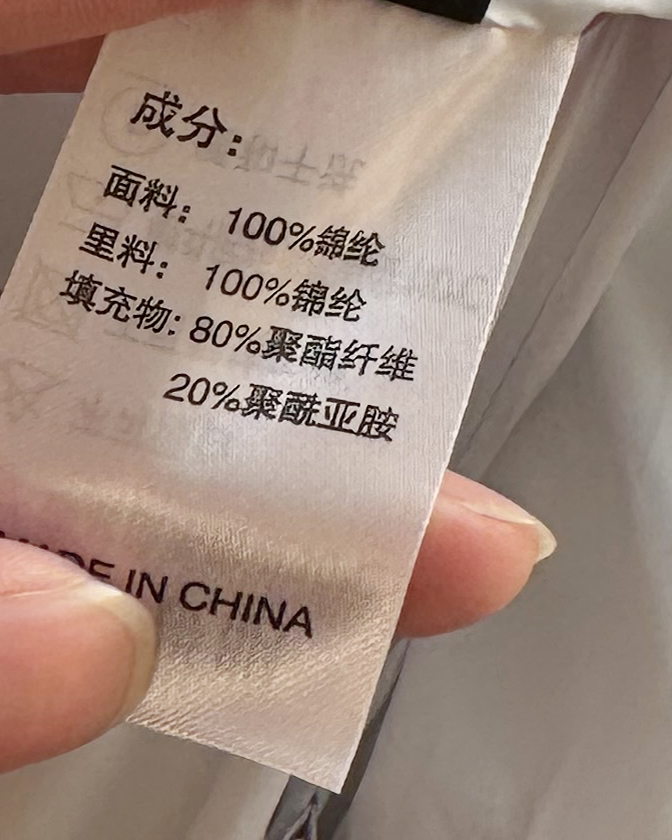 成分:
面料: 100%锦纶
里料: 100%锦纶
填充物: 80%聚酯纤维
20%聚酰亚胺
MADE IN CHINA